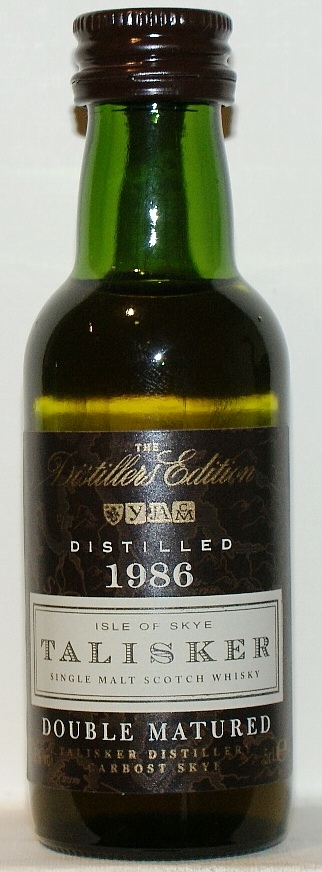 THE
Distillers Edition
DISTILLED
1986
ISLE OF SKYE
TALISKER
SINGLE MALT SCOTCH WHISKY
DOUBLE MATURED
TALISKER DISTILLERY
CARBOST SKYE
5cl e